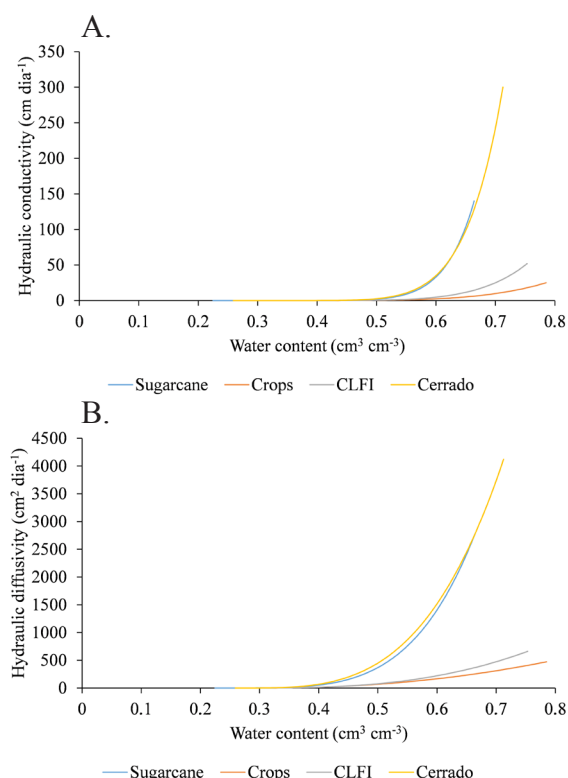 A.
350
300
250
200
150
100
50
0
Hydraulic conductivity (cm dia⁻¹)
0 0.1 0.2 0.3 0.4 0.5 0.6 0.7 0.8
Water content (cm³ cm⁻³)
Sugarcane Crops CLFI Cerrado
B.
4500
4000
3500
3000
2500
2000
1500
1000
500
0
Hydraulic diffusivity (cm² dia⁻¹)
0 0.1 0.2 0.3 0.4 0.5 0.6 0.7 0.8
Water content (cm³ cm⁻³)
Sugarcane Crops CLFI Cerrado